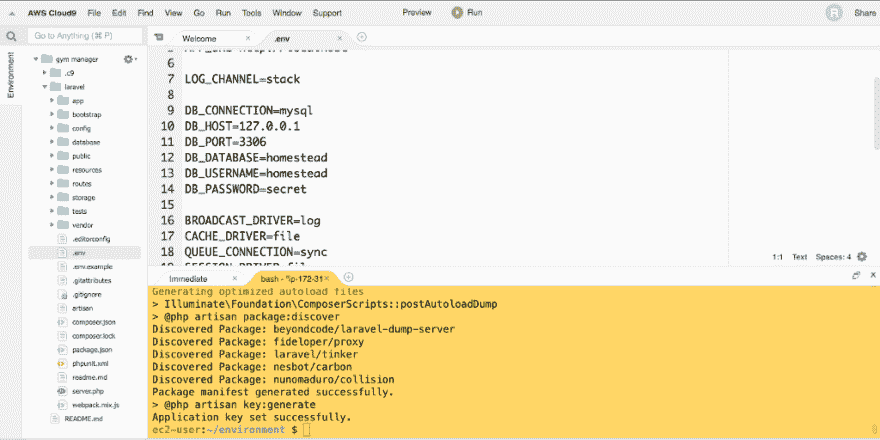 AWS Cloud9 File Edit Find View Go Run Tools Window Support Preview Run Share
Go to Anything (⌘ P)
Environment
Welcome
.env
gym manager
.c9
laravel
app
bootstrap
config
database
public
resources
routes
storage
tests
vendor
.editorconfig
.env
.env.example
.gitattributes
.gitignore
artisan
composer.json
composer.lock
package.json
phpunit.xml
readme.md
server.php
webpack.mix.js
README.md
6
7 LOG_CHANNEL=stack
8
9 DB_CONNECTION=mysql
10 DB_HOST=127.0.0.1
11 DB_PORT=3306
12 DB_DATABASE=homestead
13 DB_USERNAME=homestead
14 DB_PASSWORD=secret
15
16 BROADCAST_DRIVER=log
17 CACHE_DRIVER=file
18 QUEUE_CONNECTION=sync
1:1 Text Spaces: 4
Immediate
bash - "ip-172-31
Generating optimized autoload files
> Illuminate\Foundation\ComposerScripts::postAutoloadDump
> @php artisan package:discover
Discovered Package: beyondcode/laravel-dump-server
Discovered Package: fideloper/proxy
Discovered Package: laravel/tinker
Discovered Package: nesbot/carbon
Discovered Package: nunomaduro/collision
Package manifest generated successfully.
> @php artisan key:generate
Application key set successfully.
ec2-user:~/environment $